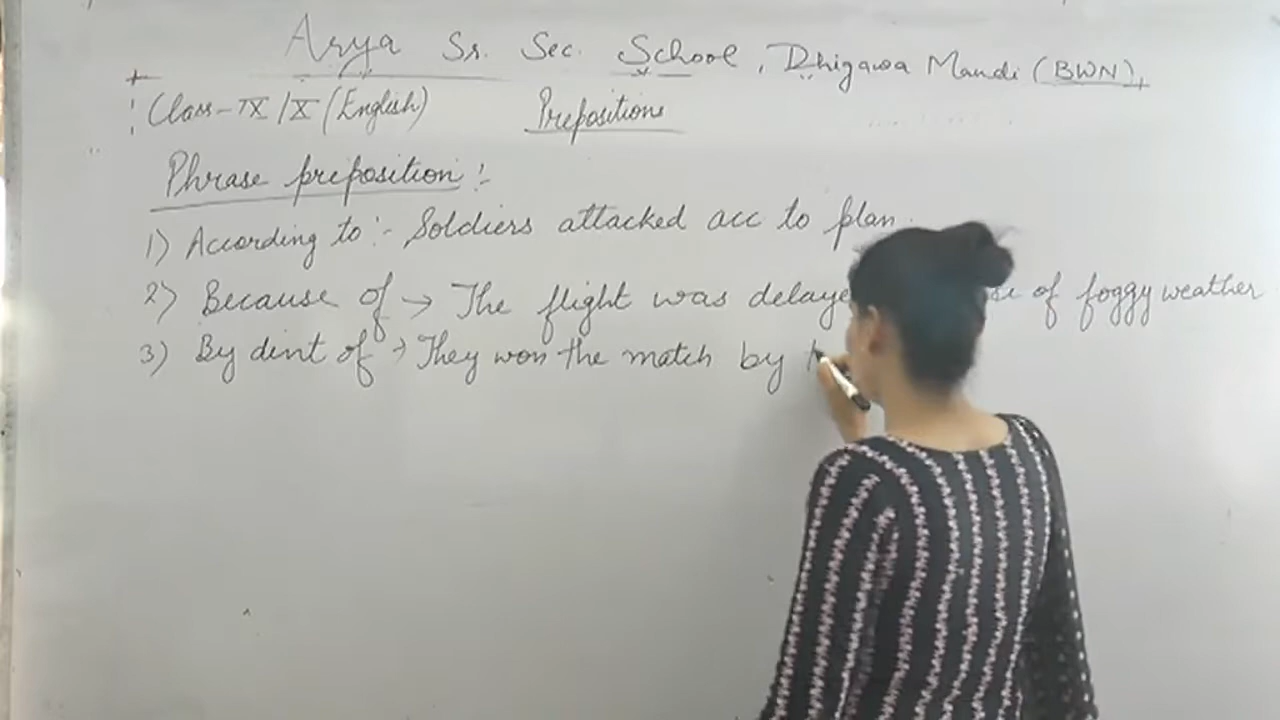 Arya Sr. Sec. School, Dhigawa Mandi (BWN)
Class - IX / X (English) Prepositions
Phrase preposition :-
1) According to :- Soldiers attacked acc to plan.
2) Because of → The flight was delaye se of foggy weather
3) By dint of → They won the match by